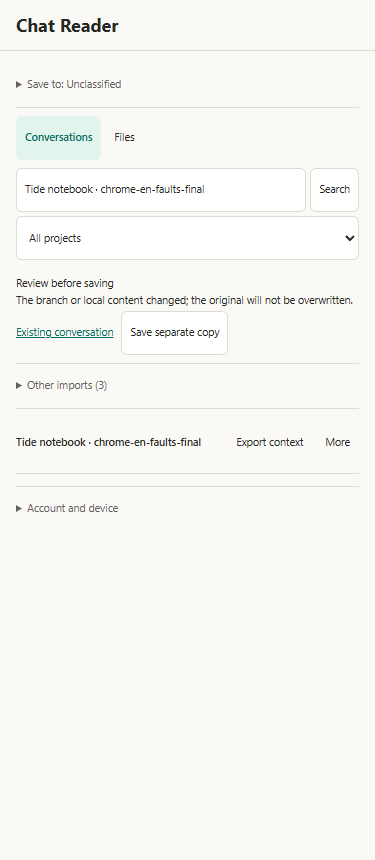 Chat Reader
Save to: Unclassified
Conversations Files
Tide notebook · chrome-en-faults-final Search
All projects
Review before saving
The branch or local content changed; the original will not be overwritten.
Existing conversation Save separate copy
Other imports (3)
Tide notebook · chrome-en-faults-final Export context More
Account and device